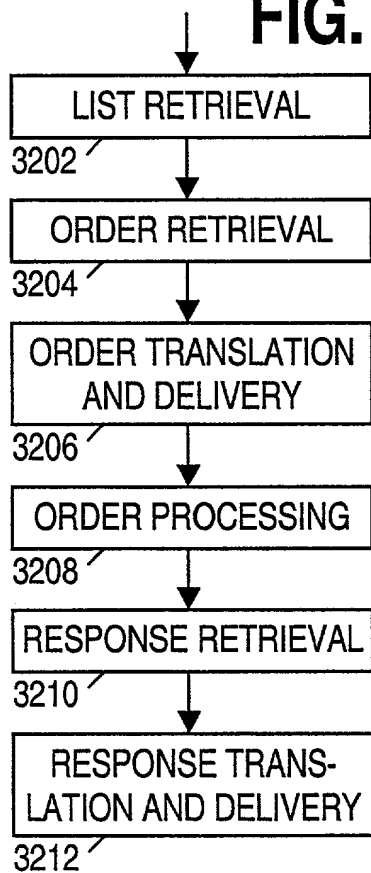 FIG.
LIST RETRIEVAL
3202
ORDER RETRIEVAL
3204
ORDER TRANSLATION
AND DELIVERY
3206
ORDER PROCESSING
3208
RESPONSE RETRIEVAL
3210
RESPONSE TRANS-
LATION AND DELIVERY
3212